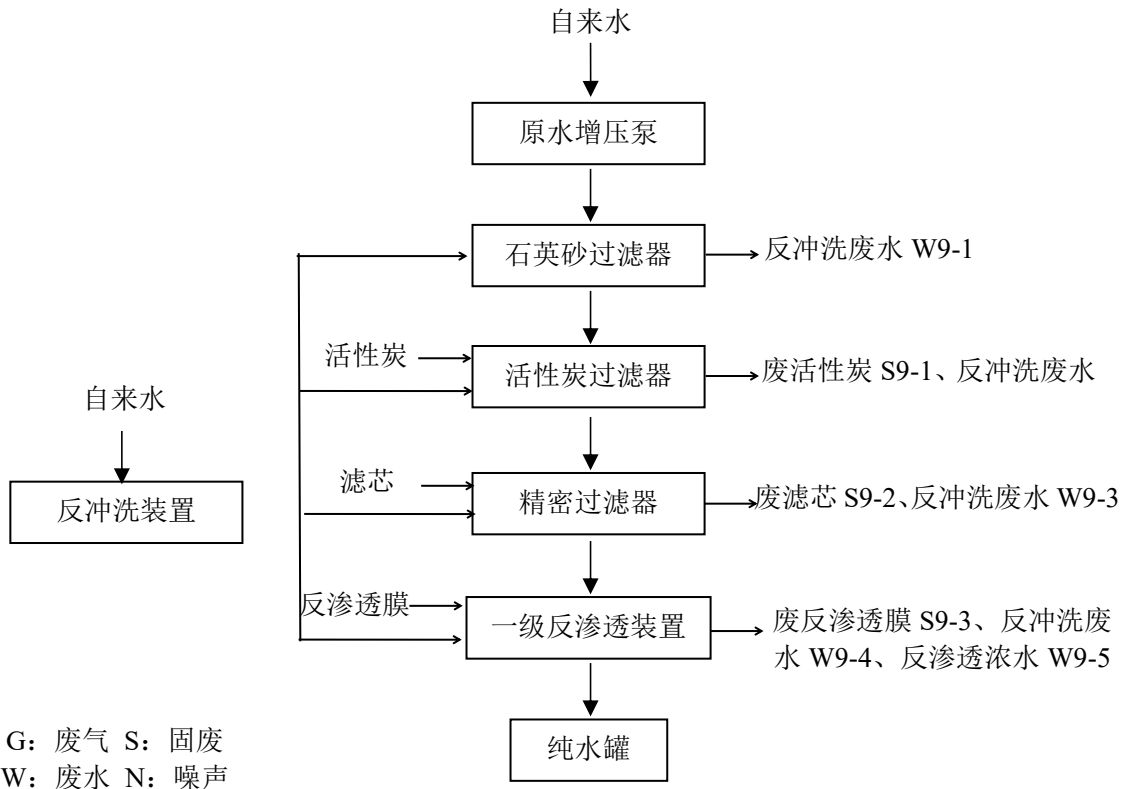 自来水
原水增压泵
石英砂过滤器
反冲洗废水 W9-1
活性炭
活性炭过滤器
废活性炭 S9-1、反冲洗废水
自来水
反冲洗装置
滤芯
精密过滤器
废滤芯 S9-2、反冲洗废水 W9-3
反渗透膜
一级反渗透装置
废反渗透膜 S9-3、反冲洗废
水 W9-4、反渗透浓水 W9-5
纯水罐
G：废气 S：固废
W：废水 N：噪声